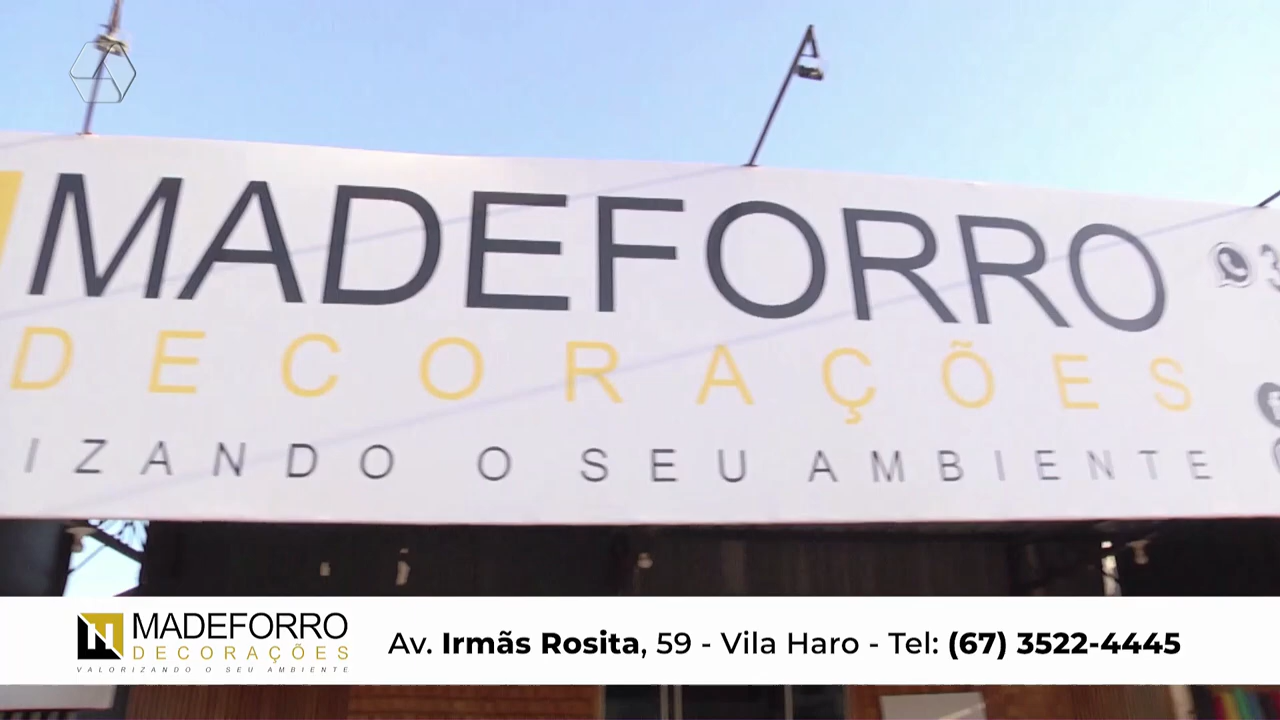 MADEFORRO
DECORAÇÕES
IZANDO O SEU AMBIENTE
MADEFORRO
DECORAÇÕES
VALORIZANDO O SEU AMBIENTE
Av. Irmãs Rosita, 59 - Vila Haro - Tel: (67) 3522-4445